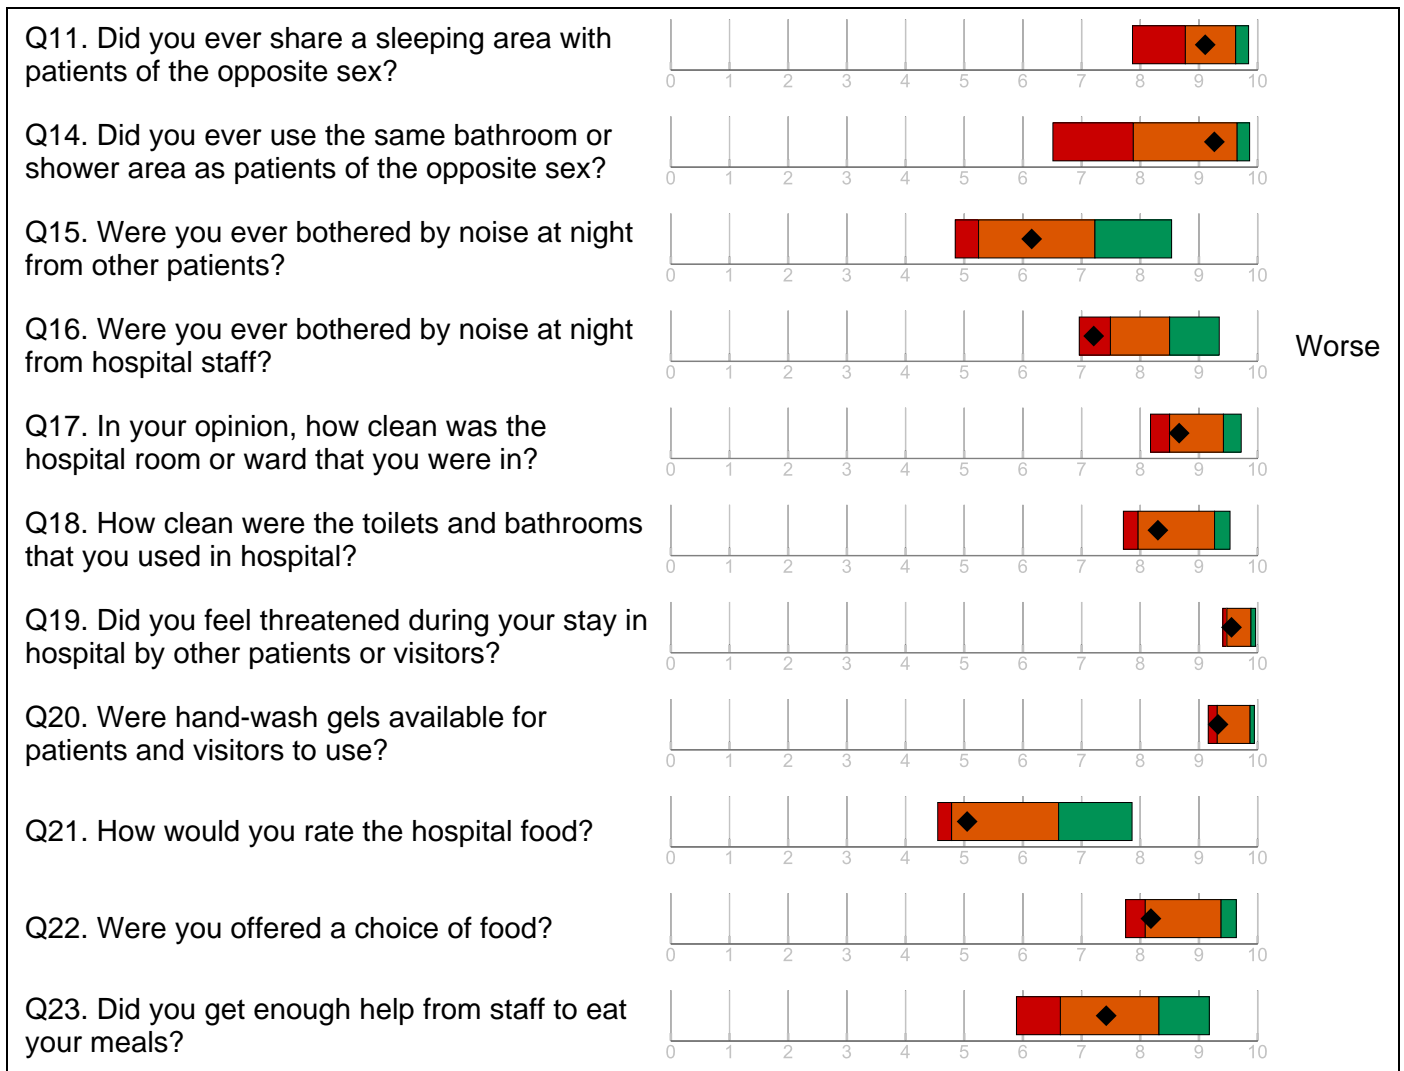 Q11. Did you ever share a sleeping area with
patients of the opposite sex?
0 1 2 3 4 5 6 7 8 9 10
Q14. Did you ever use the same bathroom or
shower area as patients of the opposite sex?
0 1 2 3 4 5 6 7 8 9 10
Q15. Were you ever bothered by noise at night
from other patients?
0 1 2 3 4 5 6 7 8 9 10
Q16. Were you ever bothered by noise at night
from hospital staff?
Worse
0 1 2 3 4 5 6 7 8 9 10
Q17. In your opinion, how clean was the
hospital room or ward that you were in?
0 1 2 3 4 5 6 7 8 9 10
Q18. How clean were the toilets and bathrooms
that you used in hospital?
0 1 2 3 4 5 6 7 8 9 10
Q19. Did you feel threatened during your stay in
hospital by other patients or visitors?
0 1 2 3 4 5 6 7 8 9 10
Q20. Were hand-wash gels available for
patients and visitors to use?
0 1 2 3 4 5 6 7 8 9 10
Q21. How would you rate the hospital food?
0 1 2 3 4 5 6 7 8 9 10
Q22. Were you offered a choice of food?
0 1 2 3 4 5 6 7 8 9 10
Q23. Did you get enough help from staff to eat
your meals?
0 1 2 3 4 5 6 7 8 9 10